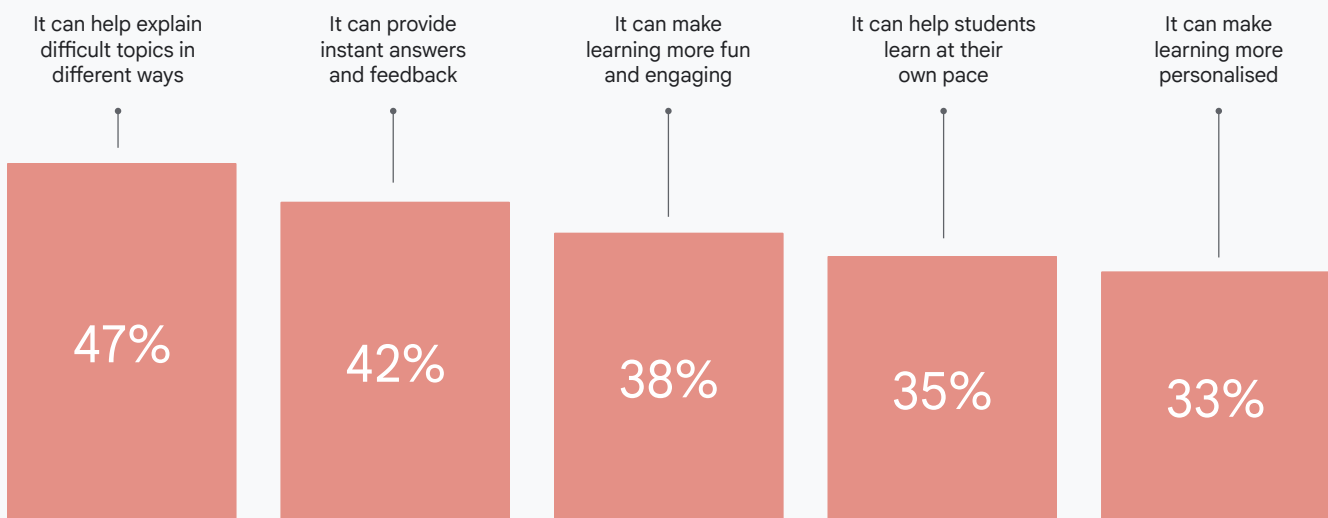 It can help explain
difficult topics in
different ways
It can provide
instant answers
and feedback
It can make
learning more fun
and engaging
It can help students
learn at their
own pace
It can make
learning more
personalised
47%
42%
38%
35%
33%